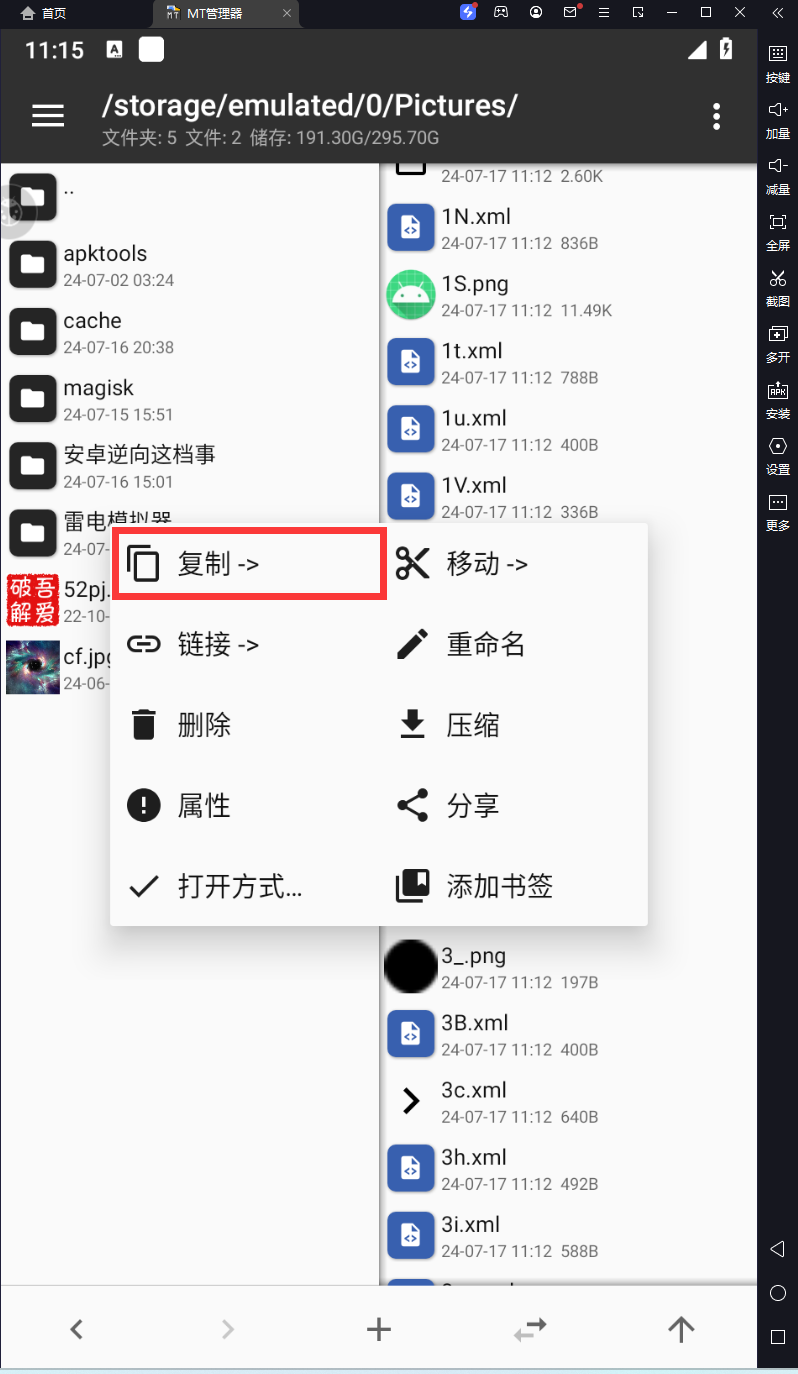 首页
MT管理器
11:15
A
/storage/emulated/0/Pictures/
文件夹: 5 文件: 2 储存: 191.30G/295.70G
..
apktools
24-07-02 03:24
cache
24-07-16 20:38
magisk
24-07-15 15:51
安卓逆向这档事
24-07-16 15:01
雷电模拟器
24-07-
吾爱
破解
52pj.
22-10-
cf.jpg
24-06-
24-07-17 11:12 2.60K
1N.xml
24-07-17 11:12 836B
1S.png
24-07-17 11:12 11.49K
1t.xml
24-07-17 11:12 788B
1u.xml
24-07-17 11:12 400B
1V.xml
24-07-17 11:12 336B
复制 ->
移动 ->
链接 ->
重命名
删除
压缩
属性
分享
打开方式...
添加书签
3_.png
24-07-17 11:12 197B
3B.xml
24-07-17 11:12 400B
3c.xml
24-07-17 11:12 640B
3h.xml
24-07-17 11:12 492B
3i.xml
24-07-17 11:12 588B
按键
加量
减量
全屏
截图
多开
APK
安装
设置
更多